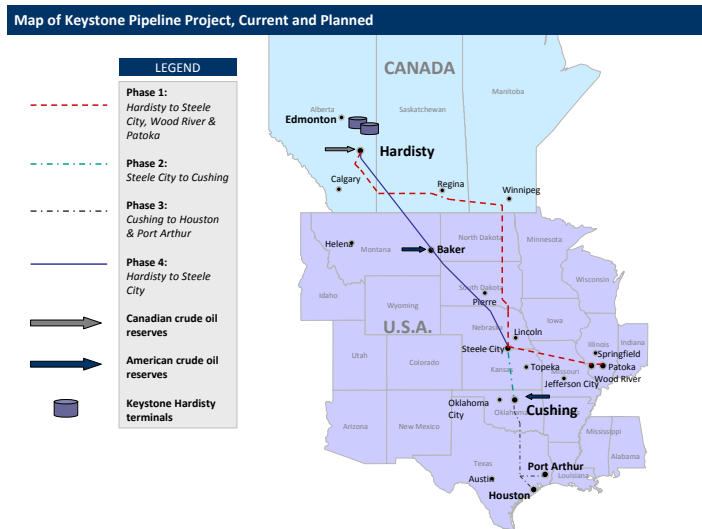 Map of Keystone Pipeline Project, Current and Planned
LEGEND
Phase 1:
Hardisty to Steele
City, Wood River &
Patoka
Phase 2:
Steele City to Cushing
Phase 3:
Cushing to Houston
& Port Arthur
Phase 4:
Hardisty to Steele
City
Canadian crude oil
reserves
American crude oil
reserves
Keystone Hardisty
terminals
CANADA
Manitoba
Alberta
Saskatchewan
Edmonton
Hardisty
Calgary
Regina
Winnipeg
Helena
Montana
Baker
North Dakota
Minnesota
Idaho
Wyoming
South Dakota
Pierre
Wisconsin
U.S.A.
Nebraska
Iowa
Lincoln
Steele City
Illinois
Indiana
Springfield
Utah
Colorado
Kansas
Topeka
Missouri
Patoka
Wood River
Jefferson City
Oklahoma
City
Oklahoma
Cushing
Arizona
New Mexico
Mississippi
Alabama
Texas
Port Arthur
Louisiana
Austin
Houston